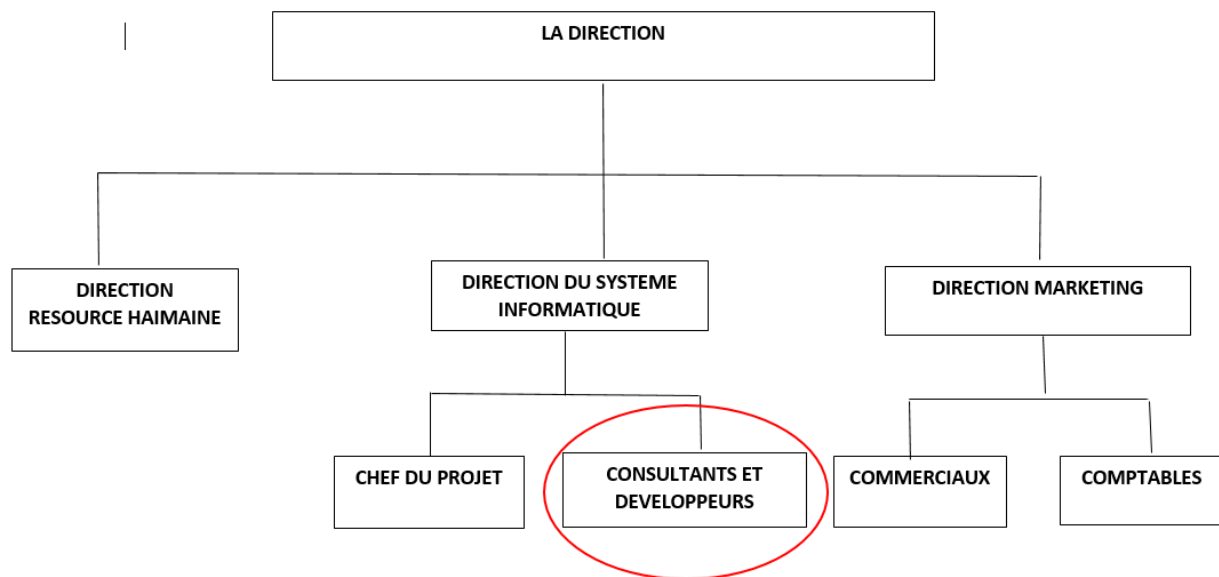 LA DIRECTION
DIRECTION
RESOURCE HAIMAINE
DIRECTION DU SYSTEME
INFORMATIQUE
DIRECTION MARKETING
CHEF DU PROJET
CONSULTANTS ET
DEVELOPPEURS
COMMERCIAUX
COMPTABLES